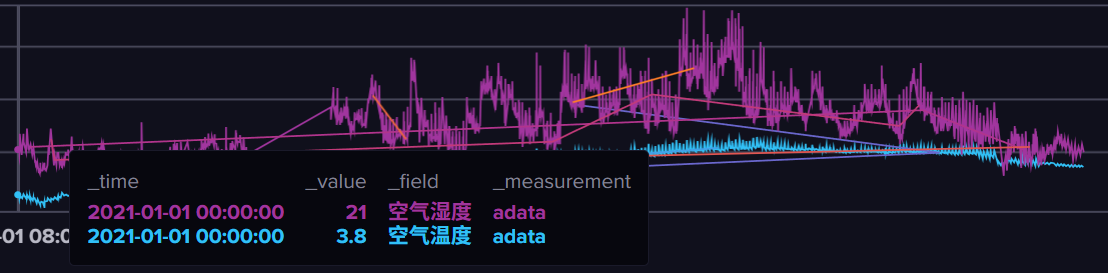 _time _value _field _measurement
2021-01-01 00:00:00 21 空气湿度 adata
2021-01-01 00:00:00 3.8 空气温度 adata
-01 08:0